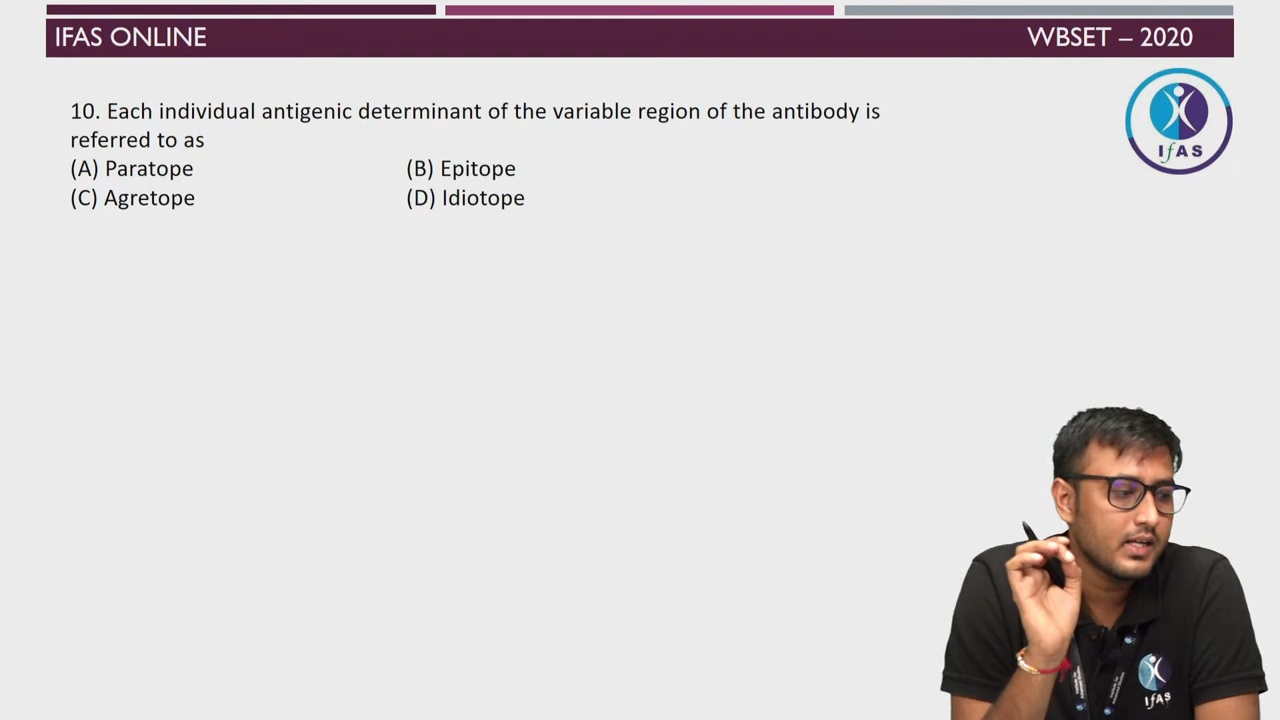 IFAS ONLINE
WBSET – 2020
10. Each individual antigenic determinant of the variable region of the antibody is
referred to as
(A) Paratope (B) Epitope
(C) Agretope (D) Idiotope
IfAS
IfAS